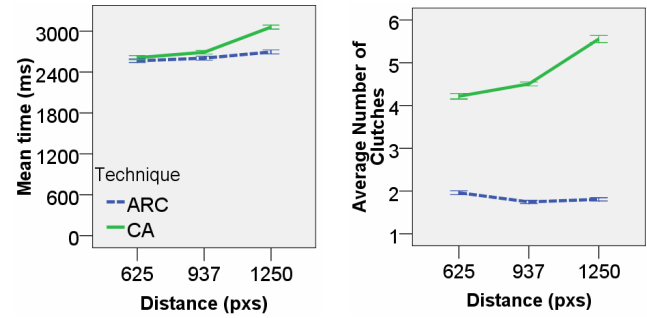 Mean time (ms)
3000
2400
1800
1200
600
0
Technique
ARC
CA
625 937 1250
Distance (pxs)
Average Number of
Clutches
6
5
4
3
2
1
625 937 1250
Distance (pxs)